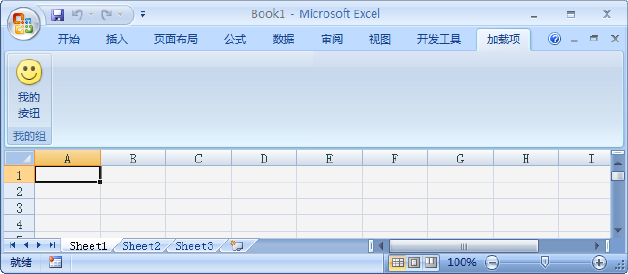 Book1 - Microsoft Excel
开始 插入 页面布局 公式 数据 审阅 视图 开发工具 加载项
我的
按钮
我的组
A B C D E F G H I
1
2
3
4
Sheet1 Sheet2 Sheet3
就绪 100%